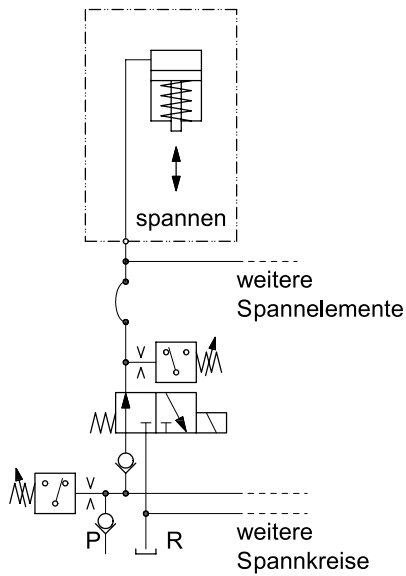 spannen
weitere
Spannelemente
P
R
weitere
Spannkreise